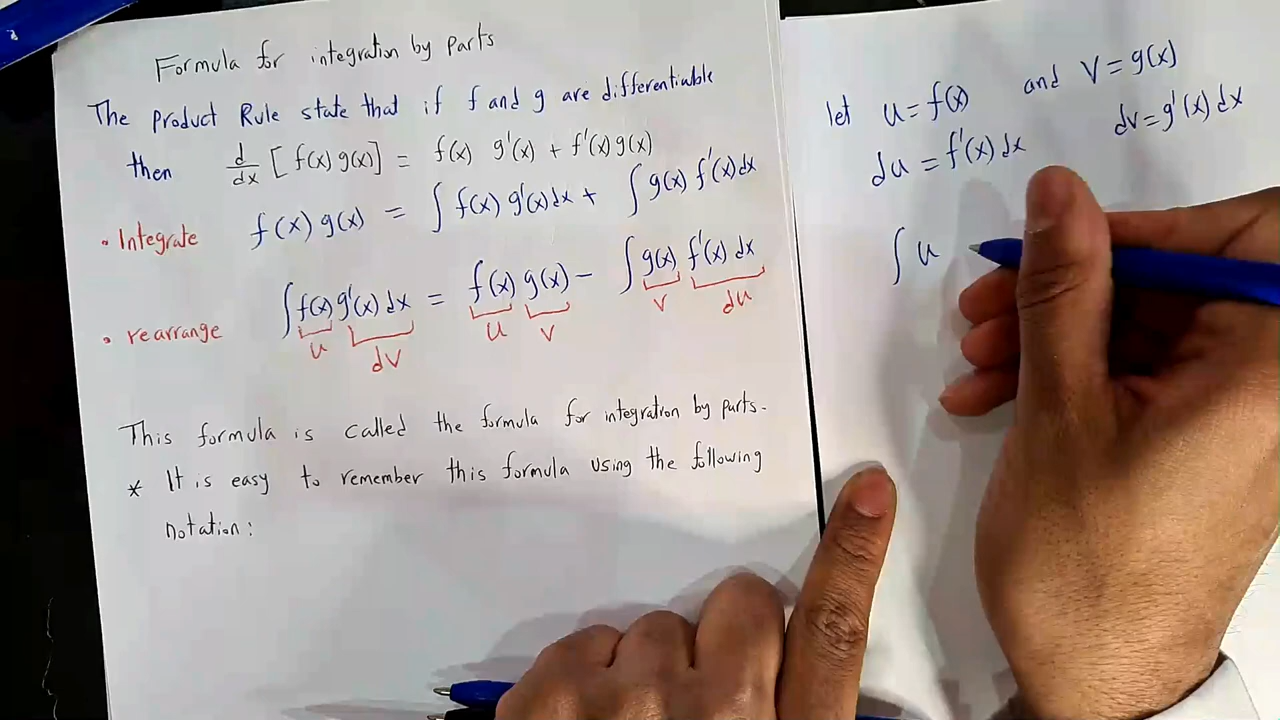 Formula for integration by parts
The Product Rule state that if f and g are differentiable
then d/dx [f(x) g(x)] = f(x) g'(x) + f'(x) g(x)
• Integrate f(x) g(x) = ∫ f(x) g'(x) dx + ∫ g(x) f'(x) dx
• rearrange ∫ f(x) g'(x) dx = f(x) g(x) − ∫ g(x) f'(x) dx
u dv u v v du
This formula is called the formula for integration by parts.
* It is easy to remember this formula using the following
notation:
let u = f(x) and v = g(x)
du = f'(x) dx dv = g'(x) dx
∫ u